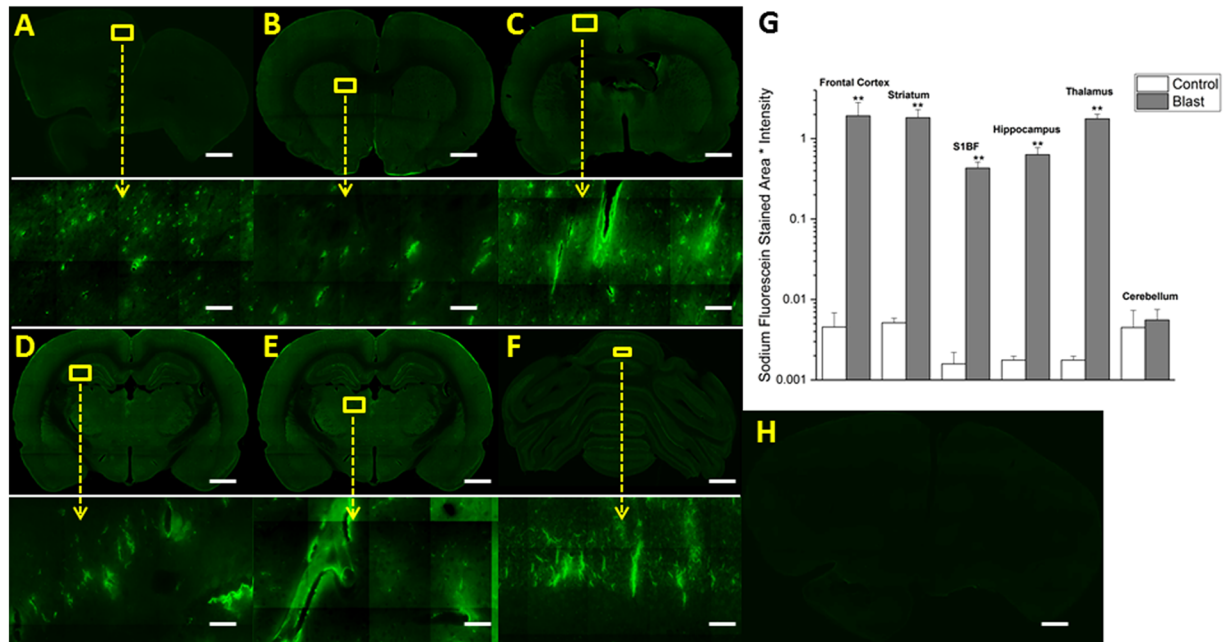 A
B
C
D
E
F
G
Sodium Fluorescein Stained Area * Intensity
1
0.1
0.01
0.001
Frontal Cortex
**
Striatum
**
S1BF
**
Hippocampus
**
Thalamus
**
Cerebellum
Control
Blast
H